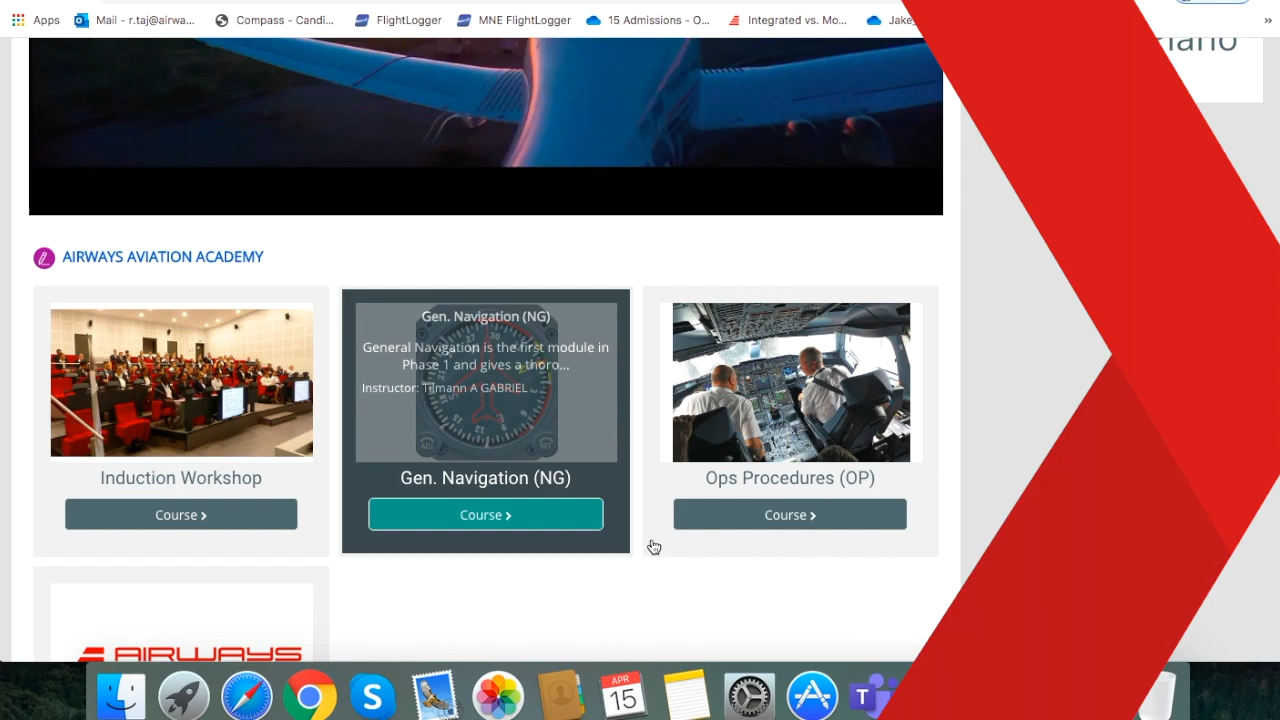 Apps
Mail - r.taj@airwa...
Compass - Candi...
FlightLogger
MNE FlightLogger
15 Admissions - O...
Integrated vs. Mo...
Jake
»
AIRWAYS AVIATION ACADEMY
Gen. Navigation (NG)
General Navigation is the first module in
Phase 1 and gives a thoro...
Instructor: Tilmann A GABRIEL
Induction Workshop
Gen. Navigation (NG)
Ops Procedures (OP)
Course
Course
Course
AIRWAYS
APR
15